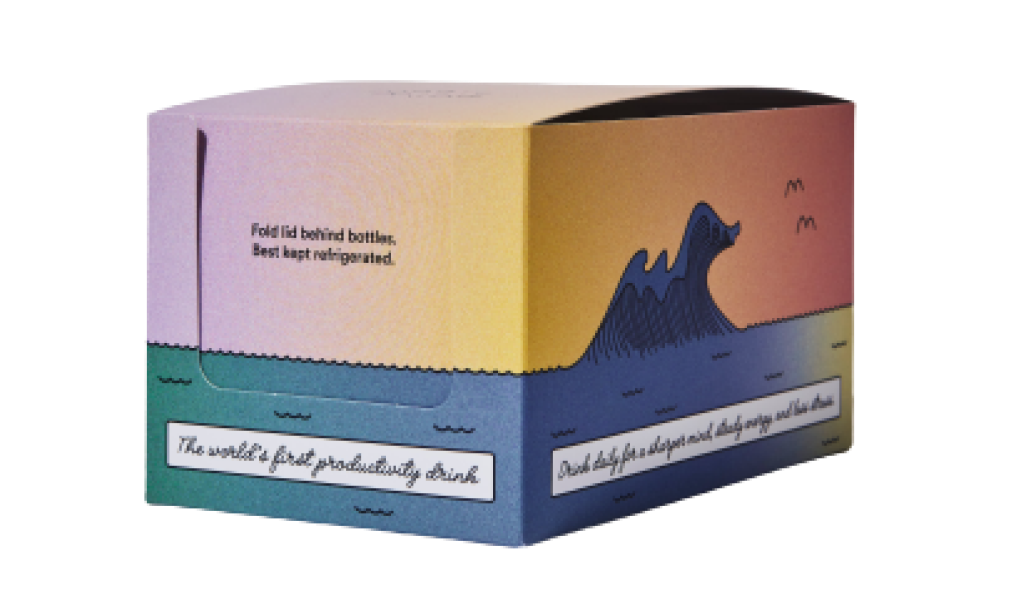 Fold lid behind bottles.
Best kept refrigerated.
The world's first productivity drink
Drink daily for a sharper mind, steady energy, and less stress